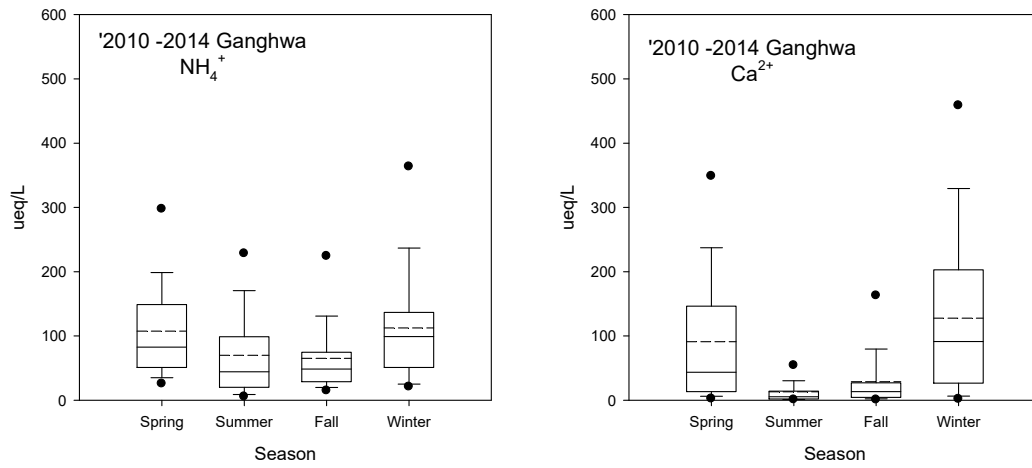 '2010 -2014 Ganghwa
NH₄⁺
ueq/L
600
500
400
300
200
100
0
Spring Summer Fall Winter
Season
'2010 -2014 Ganghwa
Ca²⁺
ueq/L
600
500
400
300
200
100
0
Spring Summer Fall Winter
Season